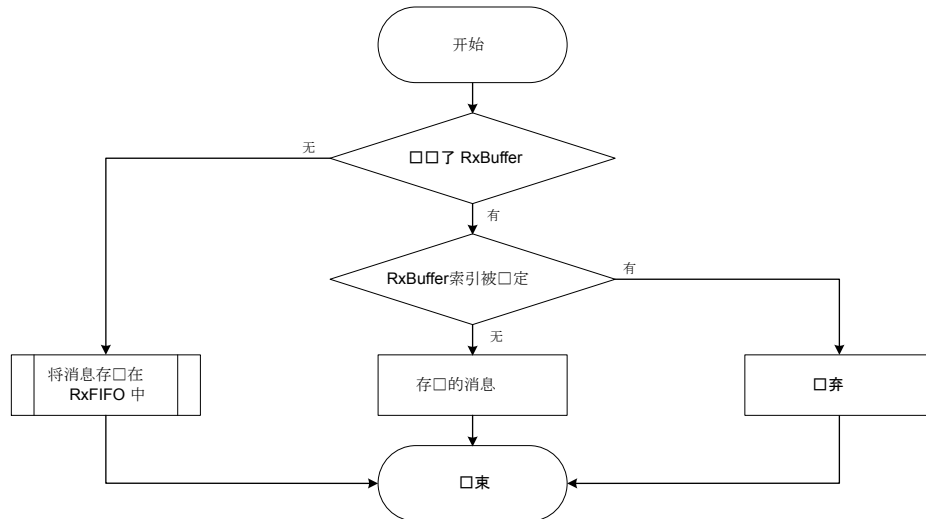 开始
无
□□了 RxBuffer
有
RxBuffer索引被□定
有
无
将消息存□在
RxFIFO 中
存□的消息
□弃
□束